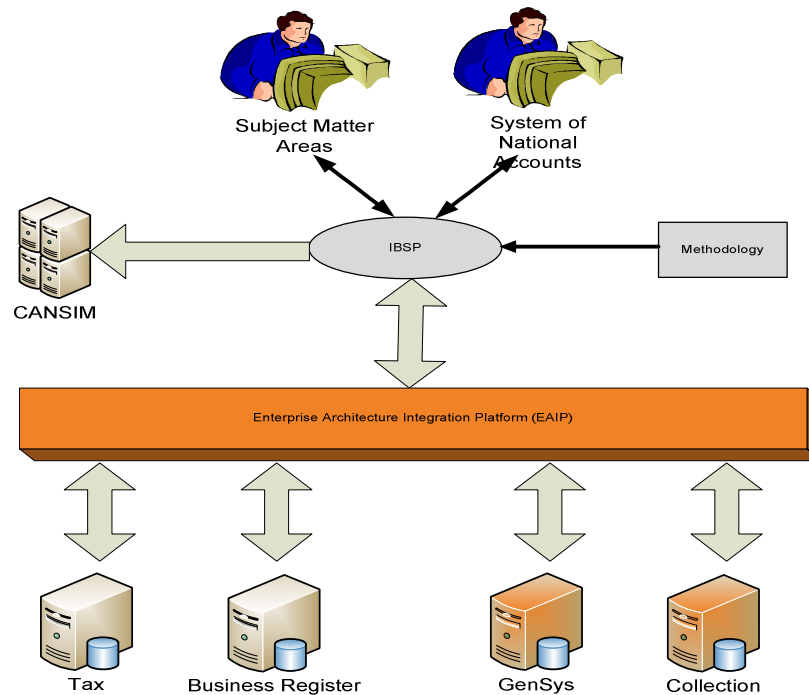 Subject Matter
Areas
System of
National
Accounts
IBSP
Methodology
CANSIM
Enterprise Architecture Integration Platform (EAIP)
Tax
Business Register
GenSys
Collection